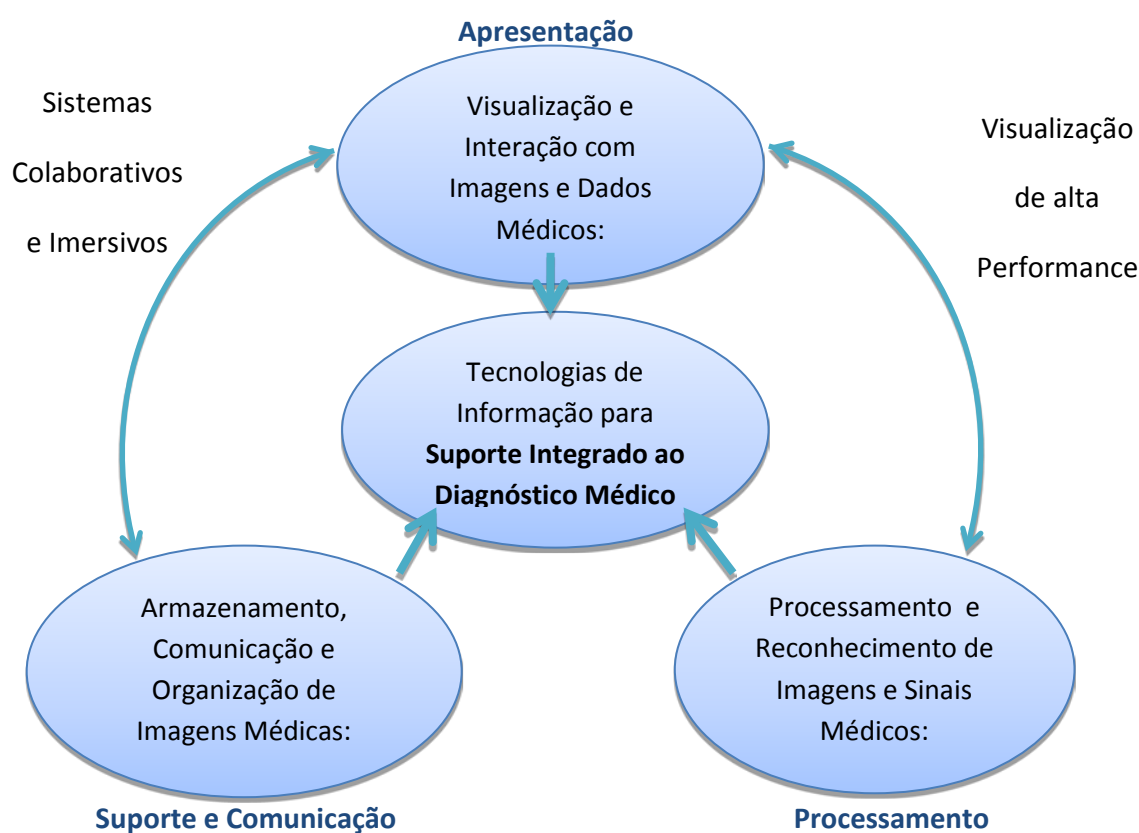 Apresentação
Sistemas
Colaborativos
e Imersivos
Visualização e
Interação com
Imagens e Dados
Médicos:
Visualização
de alta
Performance
Tecnologias de
Informação para
Suporte Integrado ao
Diagnóstico Médico
Armazenamento,
Comunicação e
Organização de
Imagens Médicas:
Processamento e
Reconhecimento de
Imagens e Sinais
Médicos:
Suporte e Comunicação
Processamento